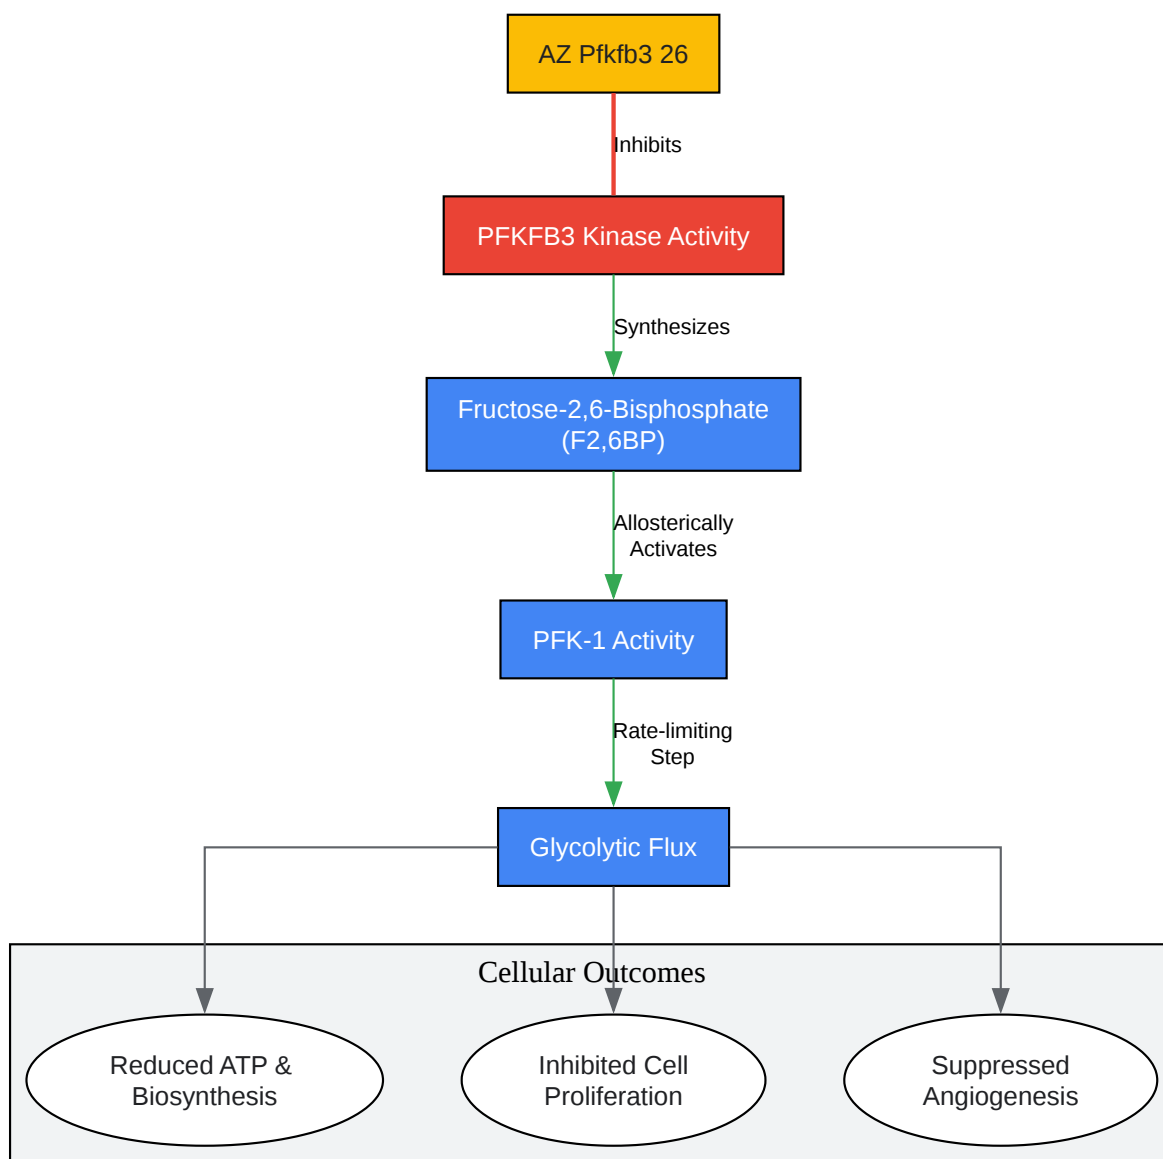 AZ Pfkfb3 26
Inhibits
PFKFB3 Kinase Activity
Synthesizes
Fructose-2,6-Bisphosphate
(F2,6BP)
Allosterically
Activates
PFK-1 Activity
Rate-limiting
Step
Glycolytic Flux
Cellular Outcomes
Reduced ATP &
Biosynthesis
Inhibited Cell
Proliferation
Suppressed
Angiogenesis